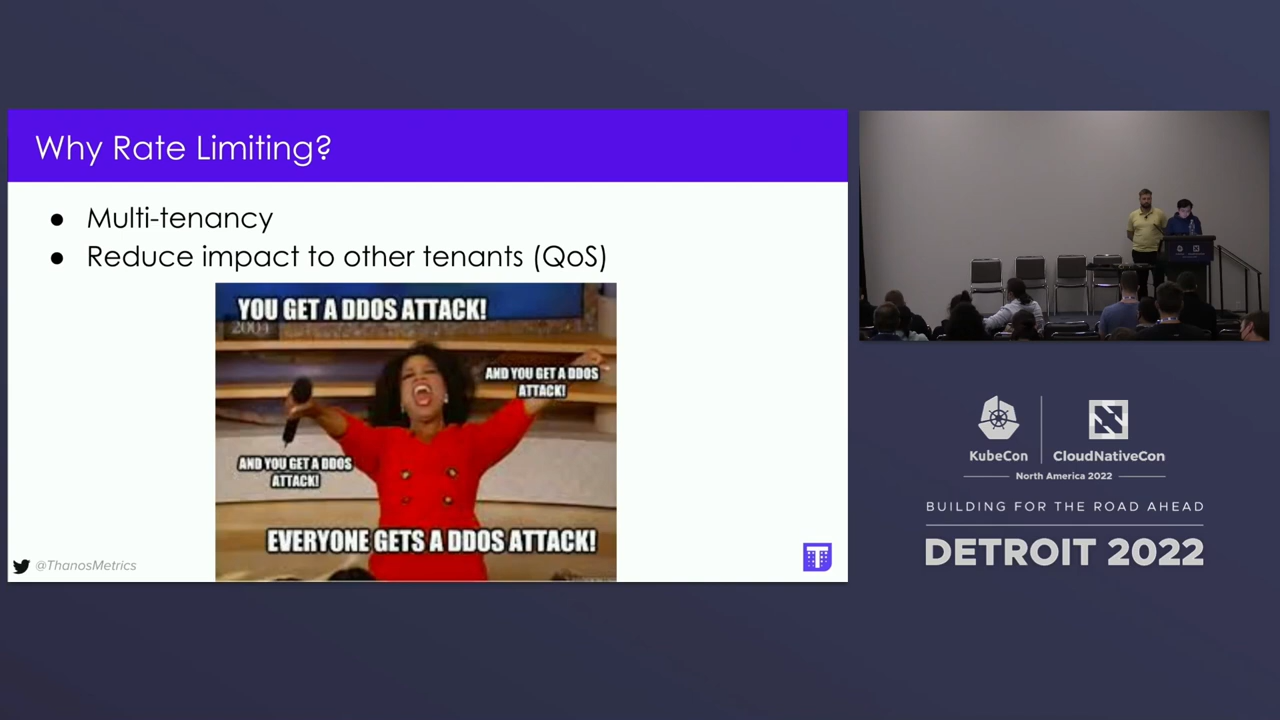 Why Rate Limiting?
● Multi-tenancy
● Reduce impact to other tenants (QoS)
YOU GET A DDOS ATTACK!
2004
AND YOU GET A DDOS
ATTACK!
AND YOU GET A DDOS
ATTACK!
EVERYONE GETS A DDOS ATTACK!
@ThanosMetrics
T
KubeCon
CloudNativeCon
North America 2022
BUILDING FOR THE ROAD AHEAD
DETROIT 2022